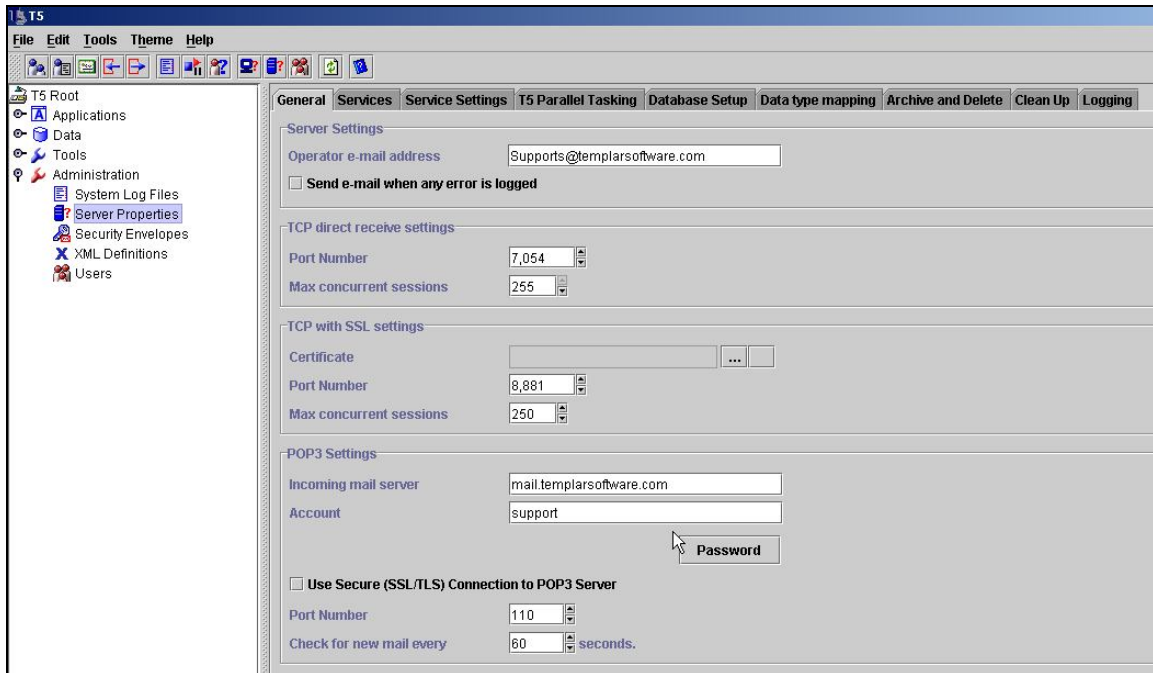 T5
File Edit Tools Theme Help
T5 Root
Applications
Data
Tools
Administration
System Log Files
Server Properties
Security Envelopes
XML Definitions
Users
General Services Service Settings T5 Parallel Tasking Database Setup Data type mapping Archive and Delete Clean Up Logging
Server Settings
Operator e-mail address Supports@templarsoftware.com
Send e-mail when any error is logged
TCP direct receive settings
Port Number 7,054
Max concurrent sessions 255
TCP with SSL settings
Certificate ...
Port Number 8,881
Max concurrent sessions 250
POP3 Settings
Incoming mail server mail.templarsoftware.com
Account support
Password
Use Secure (SSL/TLS) Connection to POP3 Server
Port Number 110
Check for new mail every 60 seconds.